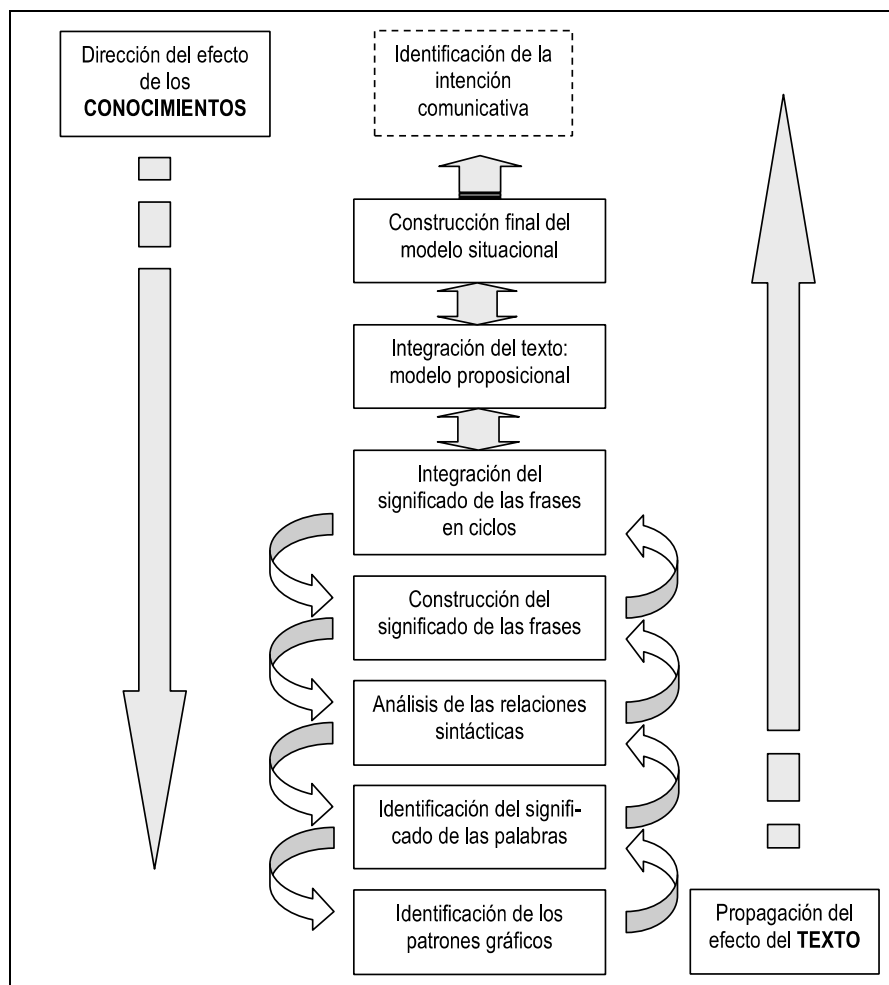 Dirección del efecto
de los
CONOCIMIENTOS
Identificación de la
intención
comunicativa
Construcción final del
modelo situacional
Integración del texto:
modelo proposicional
Integración del
significado de las frases
en ciclos
Construcción del
significado de las frases
Análisis de las relaciones
sintácticas
Identificación del signifi-
cado de las palabras
Identificación de los
patrones gráficos
Propagación del
efecto del TEXTO